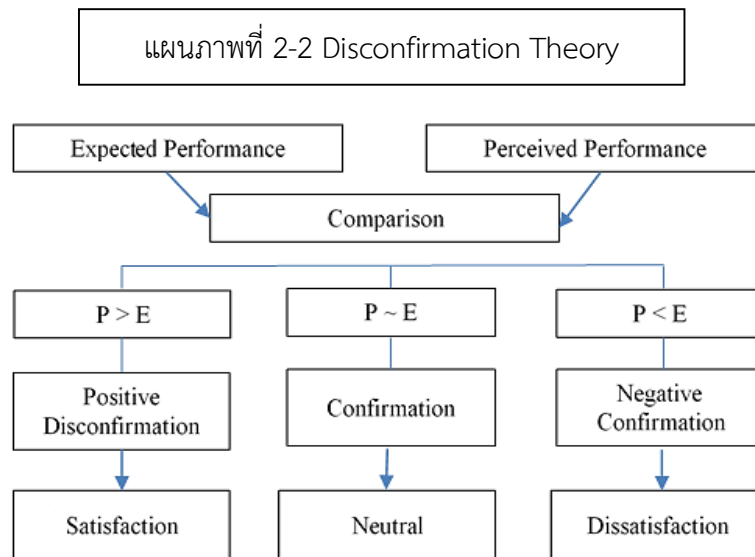 แผนภาพที่ 2-2 Disconfirmation Theory
Expected Performance
Perceived Performance
Comparison
P > E
P ~ E
P < E
Positive
Disconfirmation
Confirmation
Negative
Confirmation
Satisfaction
Neutral
Dissatisfaction